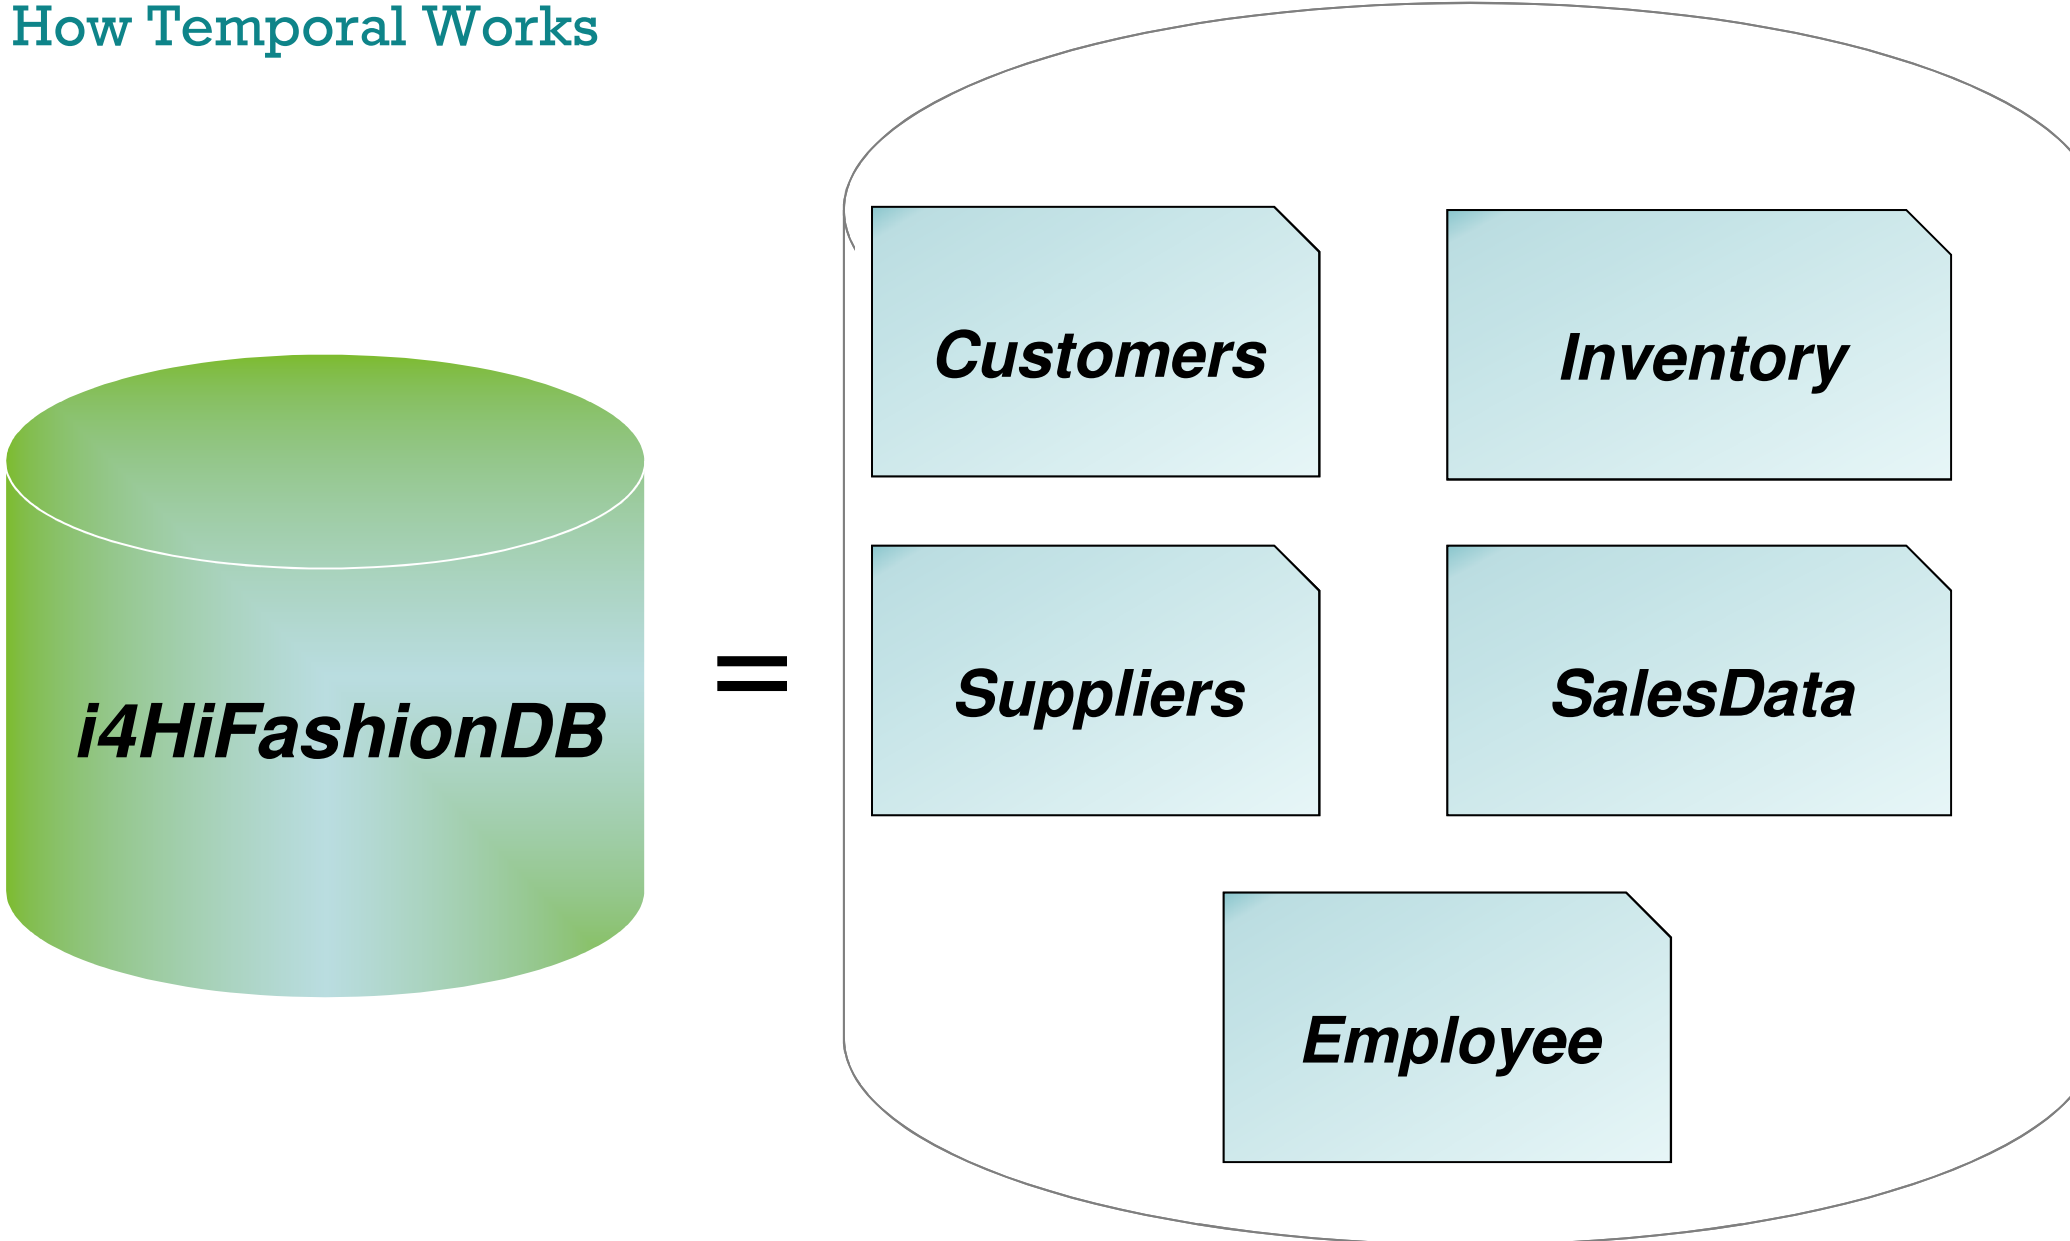 How Temporal Works
Customers
Inventory
i4HiFashionDB
=
Suppliers
SalesData
Employee